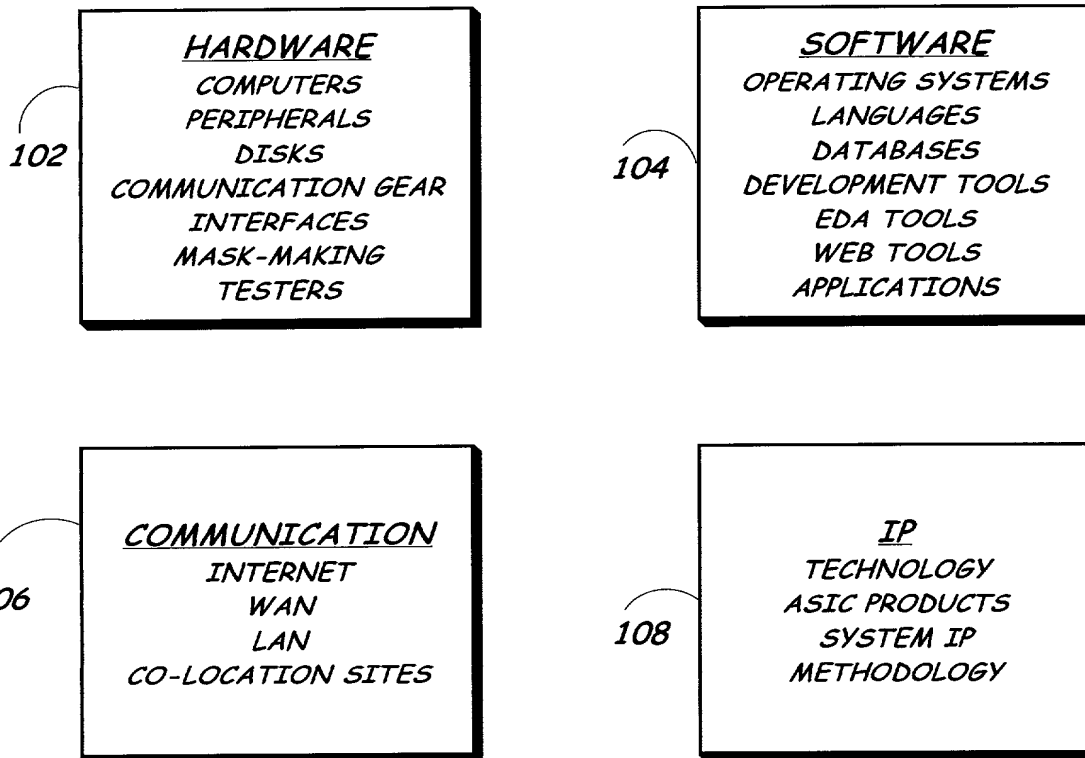 HARDWARE
COMPUTERS
PERIPHERALS
DISKS
COMMUNICATION GEAR
INTERFACES
MASK-MAKING
TESTERS
102
SOFTWARE
OPERATING SYSTEMS
LANGUAGES
DATABASES
DEVELOPMENT TOOLS
EDA TOOLS
WEB TOOLS
APPLICATIONS
104
COMMUNICATION
INTERNET
WAN
LAN
CO-LOCATION SITES
06
IP
TECHNOLOGY
ASIC PRODUCTS
SYSTEM IP
METHODOLOGY
108